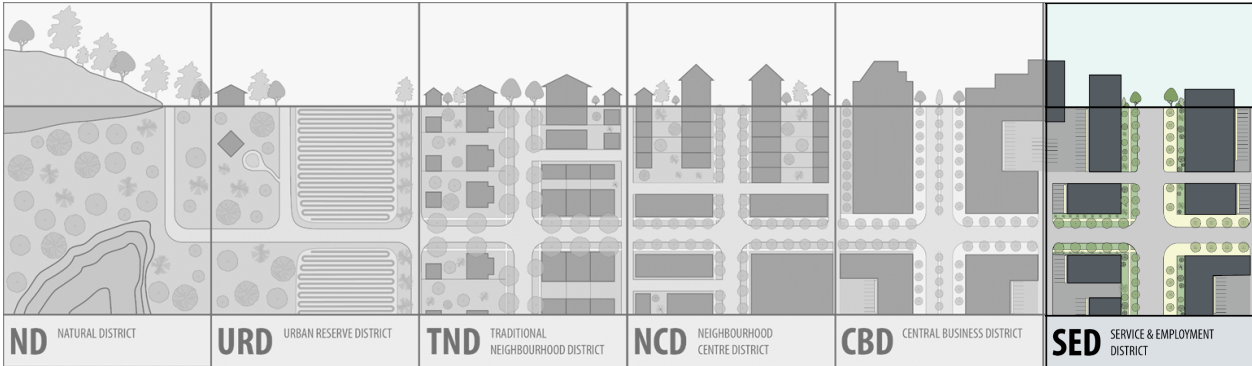 ND NATURAL DISTRICT
URD URBAN RESERVE DISTRICT
TND TRADITIONAL
NEIGHBOURHOOD DISTRICT
NCD NEIGHBOURHOOD
CENTRE DISTRICT
CBD CENTRAL BUSINESS DISTRICT
SED SERVICE & EMPLOYMENT
DISTRICT